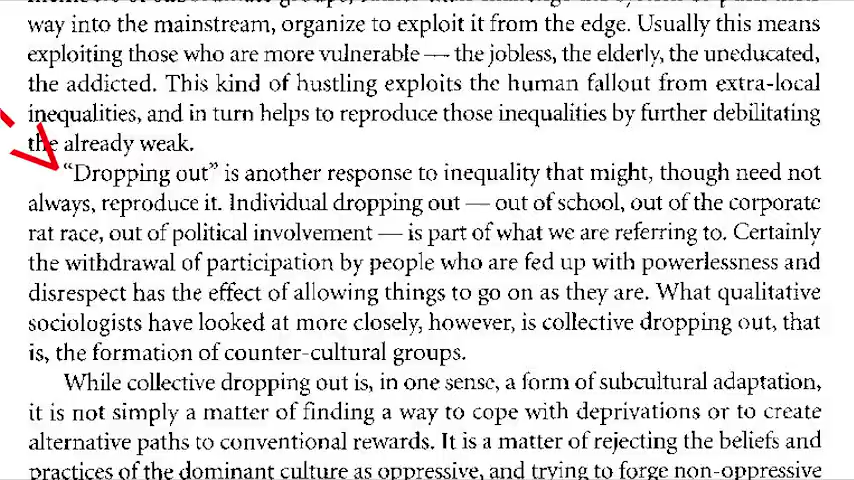 way into the mainstream, organize to exploit it from the edge. Usually this means
exploiting those who are more vulnerable — the jobless, the elderly, the uneducated,
the addicted. This kind of hustling exploits the human fallout from extra-local
inequalities, and in turn helps to reproduce those inequalities by further debilitating
the already weak.
“Dropping out” is another response to inequality that might, though need not
always, reproduce it. Individual dropping out — out of school, out of the corporate
rat race, out of political involvement — is part of what we are referring to. Certainly
the withdrawal of participation by people who are fed up with powerlessness and
disrespect has the effect of allowing things to go on as they are. What qualitative
sociologists have looked at more closely, however, is collective dropping out, that
is, the formation of counter-cultural groups.
While collective dropping out is, in one sense, a form of subcultural adaptation,
it is not simply a matter of finding a way to cope with deprivations or to create
alternative paths to conventional rewards. It is a matter of rejecting the beliefs and
practices of the dominant culture as oppressive, and trying to forge non-oppressive